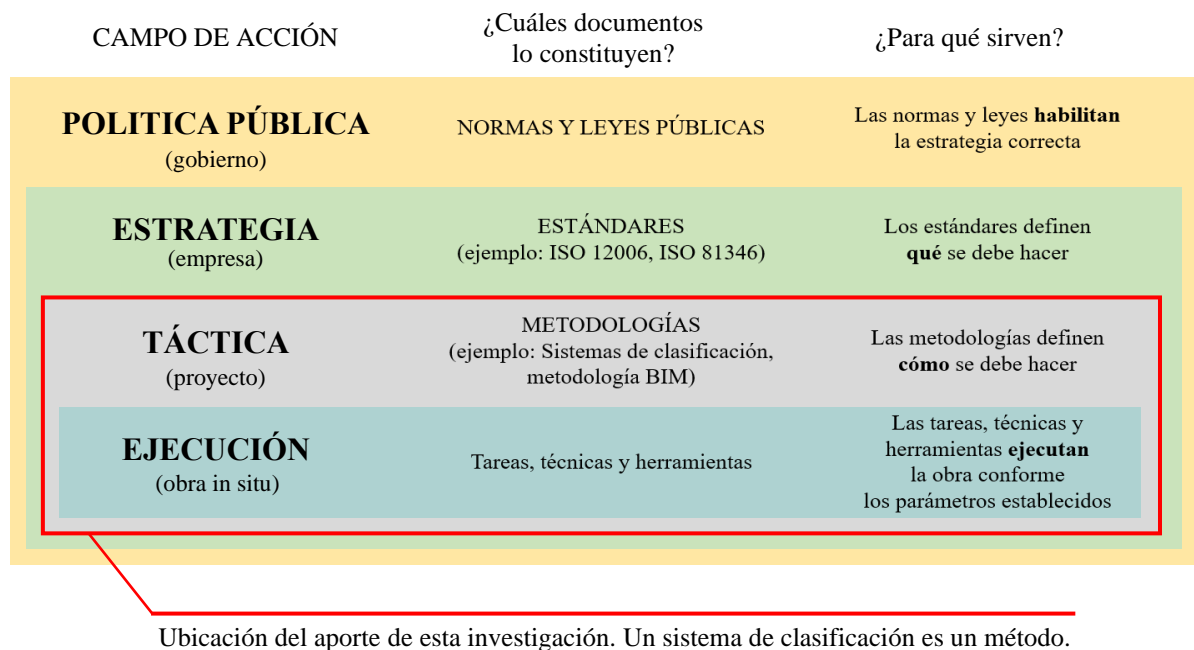 CAMPO DE ACCIÓN
¿Cuáles documentos
lo constituyen?
¿Para qué sirven?
POLITICA PÚBLICA
(gobierno)
NORMAS Y LEYES PÚBLICAS
Las normas y leyes habilitan
la estrategia correcta
ESTRATEGIA
(empresa)
ESTÁNDARES
(ejemplo: ISO 12006, ISO 81346)
Los estándares definen
qué se debe hacer
TÁCTICA
(proyecto)
METODOLOGÍAS
(ejemplo: Sistemas de clasificación,
metodología BIM)
Las metodologías definen
cómo se debe hacer
EJECUCIÓN
(obra in situ)
Tareas, técnicas y herramientas
Las tareas, técnicas y
herramientas ejecutan
la obra conforme
los parámetros establecidos
Ubicación del aporte de esta investigación. Un sistema de clasificación es un método.